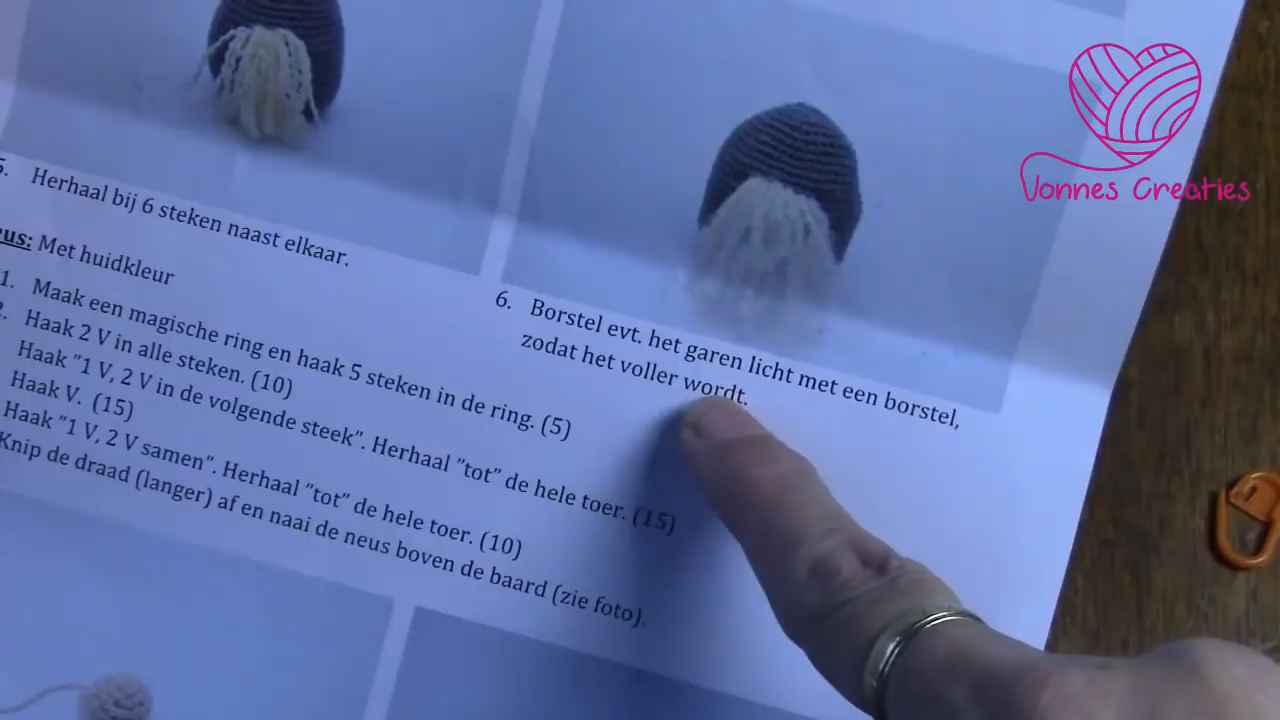 Vonnes Creaties
5. Herhaal bij 6 steken naast elkaar.
6. Borstel evt. het garen licht met een borstel,
zodat het voller wordt.
Met huidkleur
1. Maak een magische ring en haak 5 steken in de ring. (5)
Haak 2 V in alle steken. (10)
Haak "1 V, 2 V in de volgende steek". Herhaal "tot" de hele toer. (15)
Haak V. (15)
Haak "1 V, 2 V samen". Herhaal "tot" de hele toer. (10)
Knip de draad (langer) af en naai de neus boven de baard (zie foto).